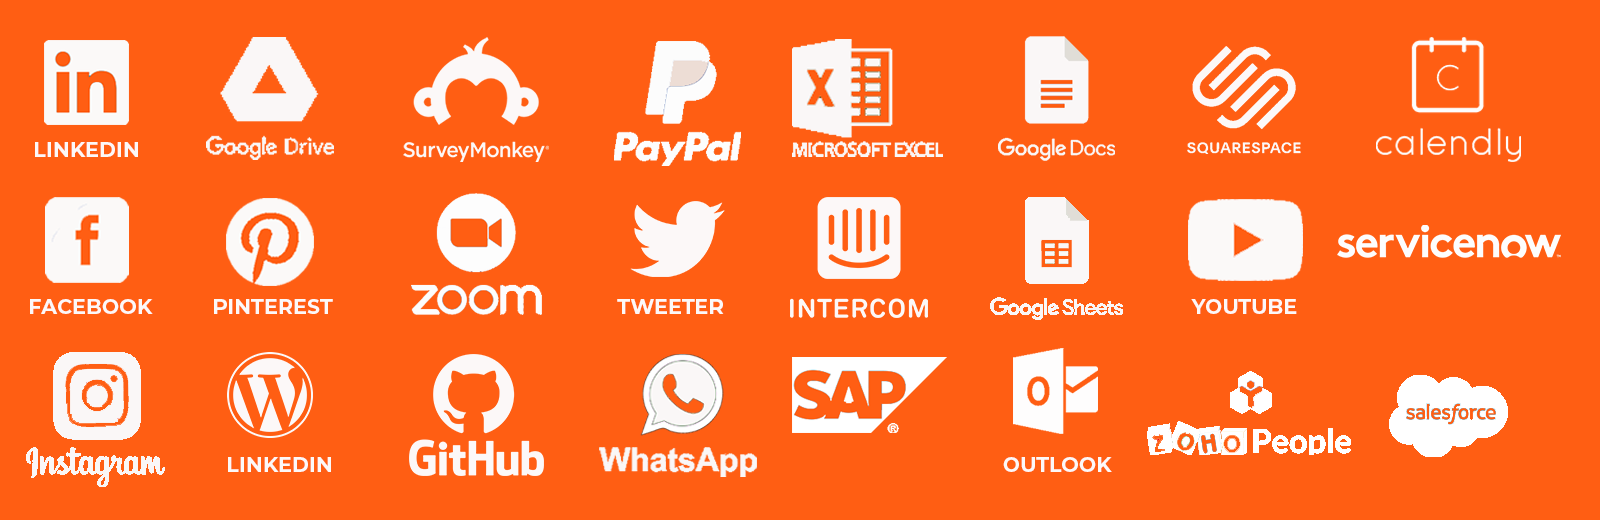 in
LINKEDIN
Google Drive
SurveyMonkey®
PayPal
X
MICROSOFT EXCEL
Google Docs
SQUARESPACE
C
calendly
f
FACEBOOK
PINTEREST
zoom
TWEETER
INTERCOM
Google Sheets
YOUTUBE
servicenow™
Instagram
W
LINKEDIN
GitHub
WhatsApp
SAP®
O
OUTLOOK
ZOHO People
salesforce